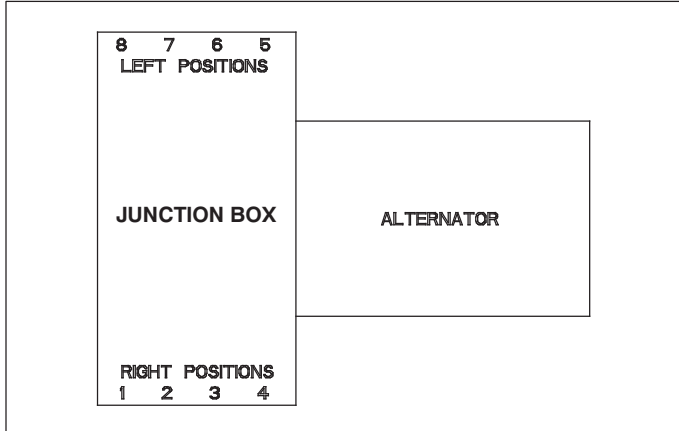 8 7 6 5
LEFT POSITIONS
JUNCTION BOX
ALTERNATOR
RIGHT POSITIONS
1 2 3 4